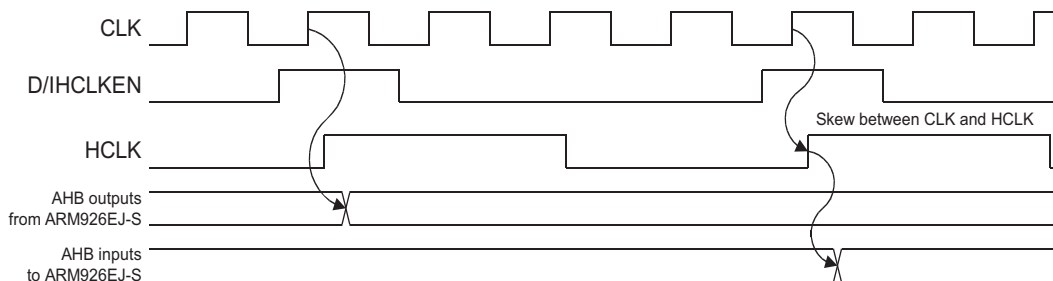 CLK
D/IHCLKEN
Skew between CLK and HCLK
HCLK
AHB outputs
from ARM926EJ-S
AHB inputs
to ARM926EJ-S